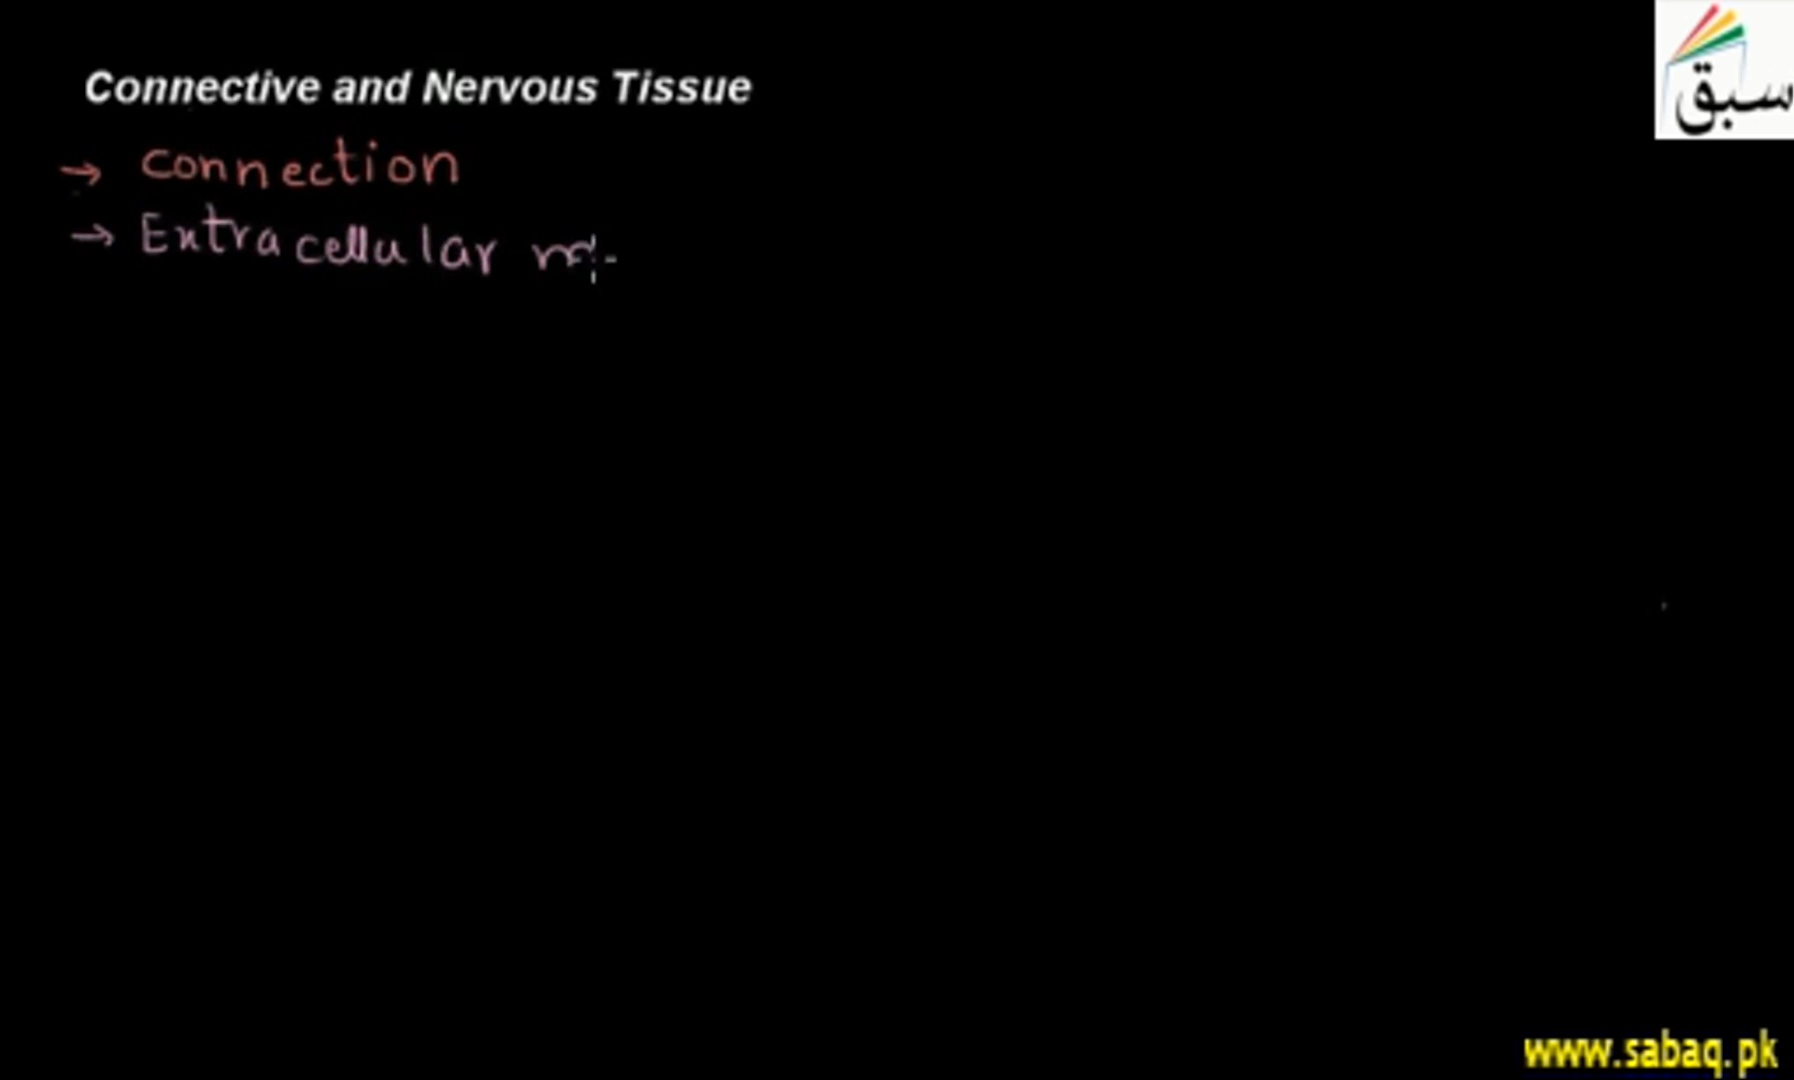 سبق
Connective and Nervous Tissue
→ Connection
→ Extracellular
www.sabaq.pk